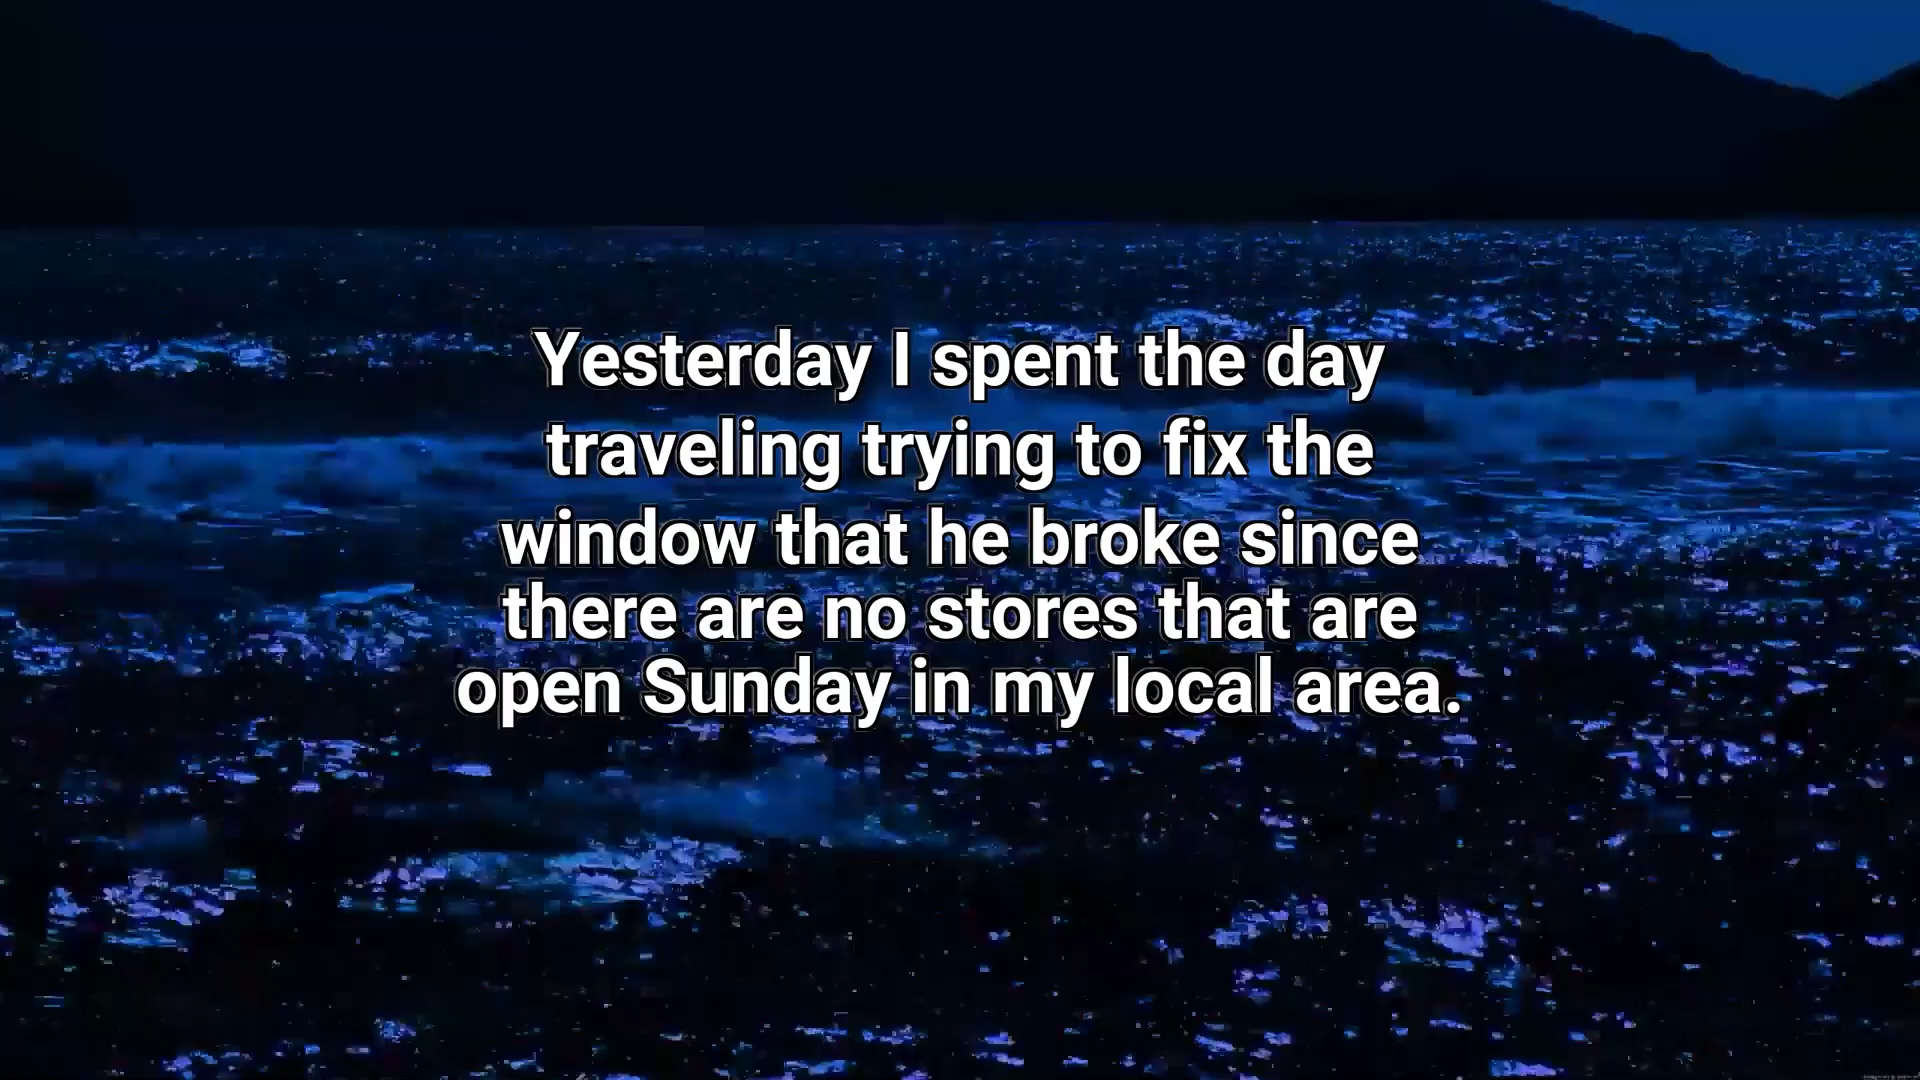 Yesterday I spent the day
traveling trying to fix the
window that he broke since
there are no stores that are
open Sunday in my local area.